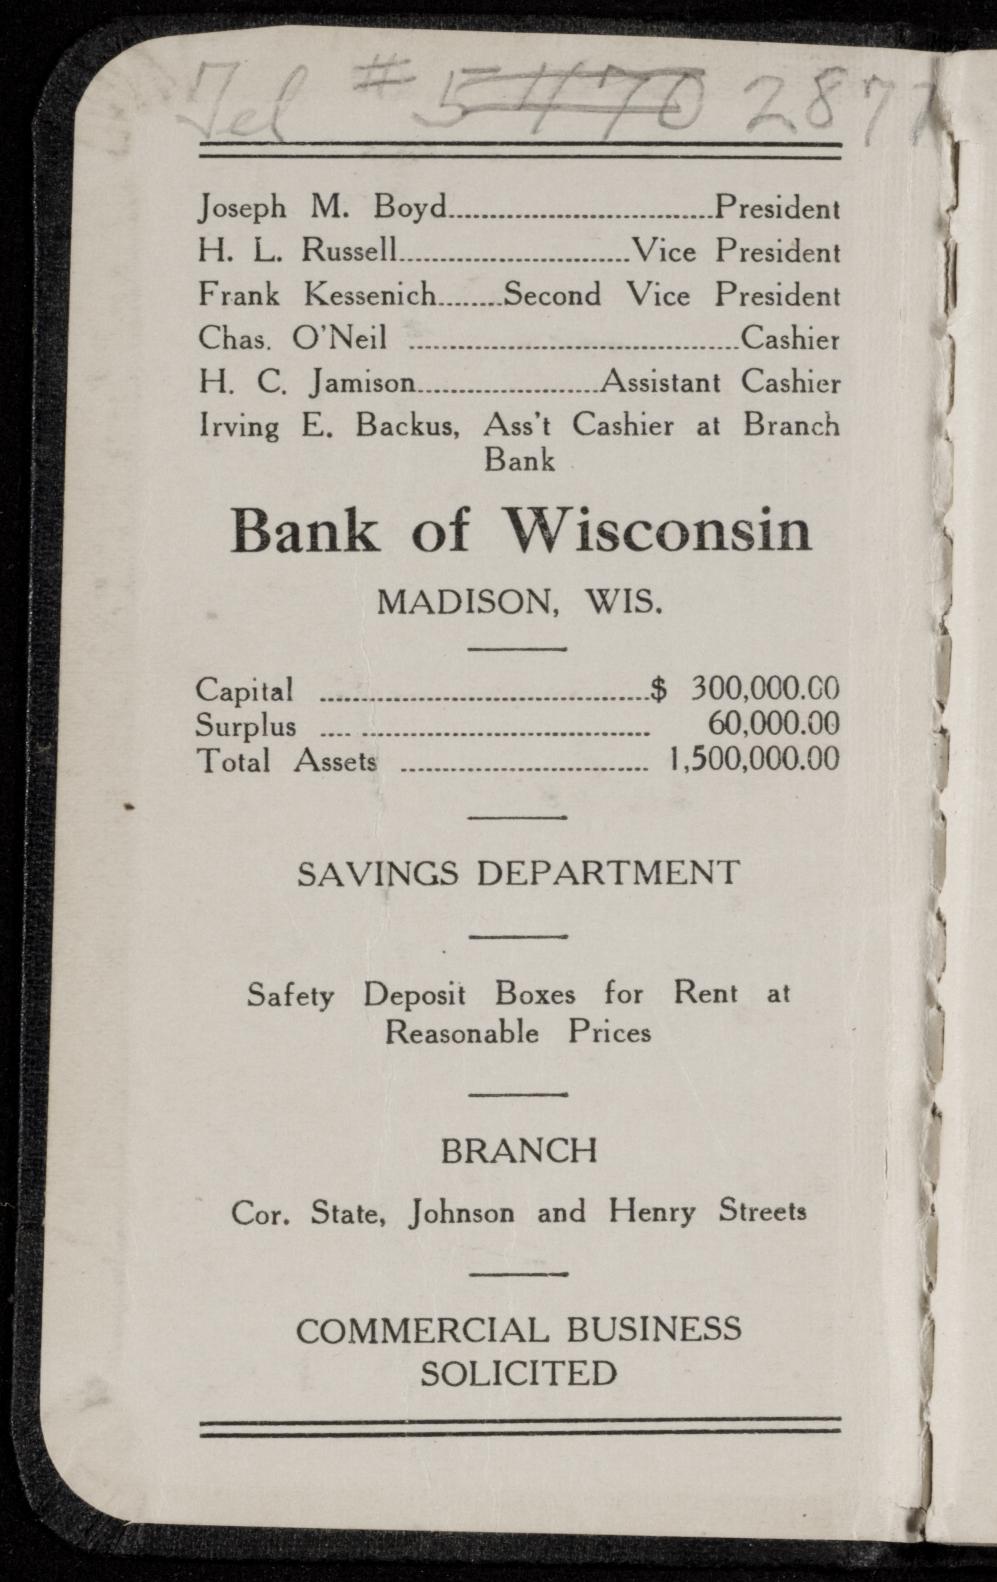 Tel # 5470 2877
Joseph M. Boyd................................President
H. L. Russell............................Vice President
Frank Kessenich........Second Vice President
Chas. O'Neil ........................................Cashier
H. C. Jamison......................Assistant Cashier
Irving E. Backus, Ass't Cashier at Branch
Bank
Bank of Wisconsin
MADISON, WIS.
Capital ........................................$ 300,000.00
Surplus .... ................................... 60,000.00
Total Assets .............................. 1,500,000.00
SAVINGS DEPARTMENT
Safety Deposit Boxes for Rent at
Reasonable Prices
BRANCH
Cor. State, Johnson and Henry Streets
COMMERCIAL BUSINESS
SOLICITED